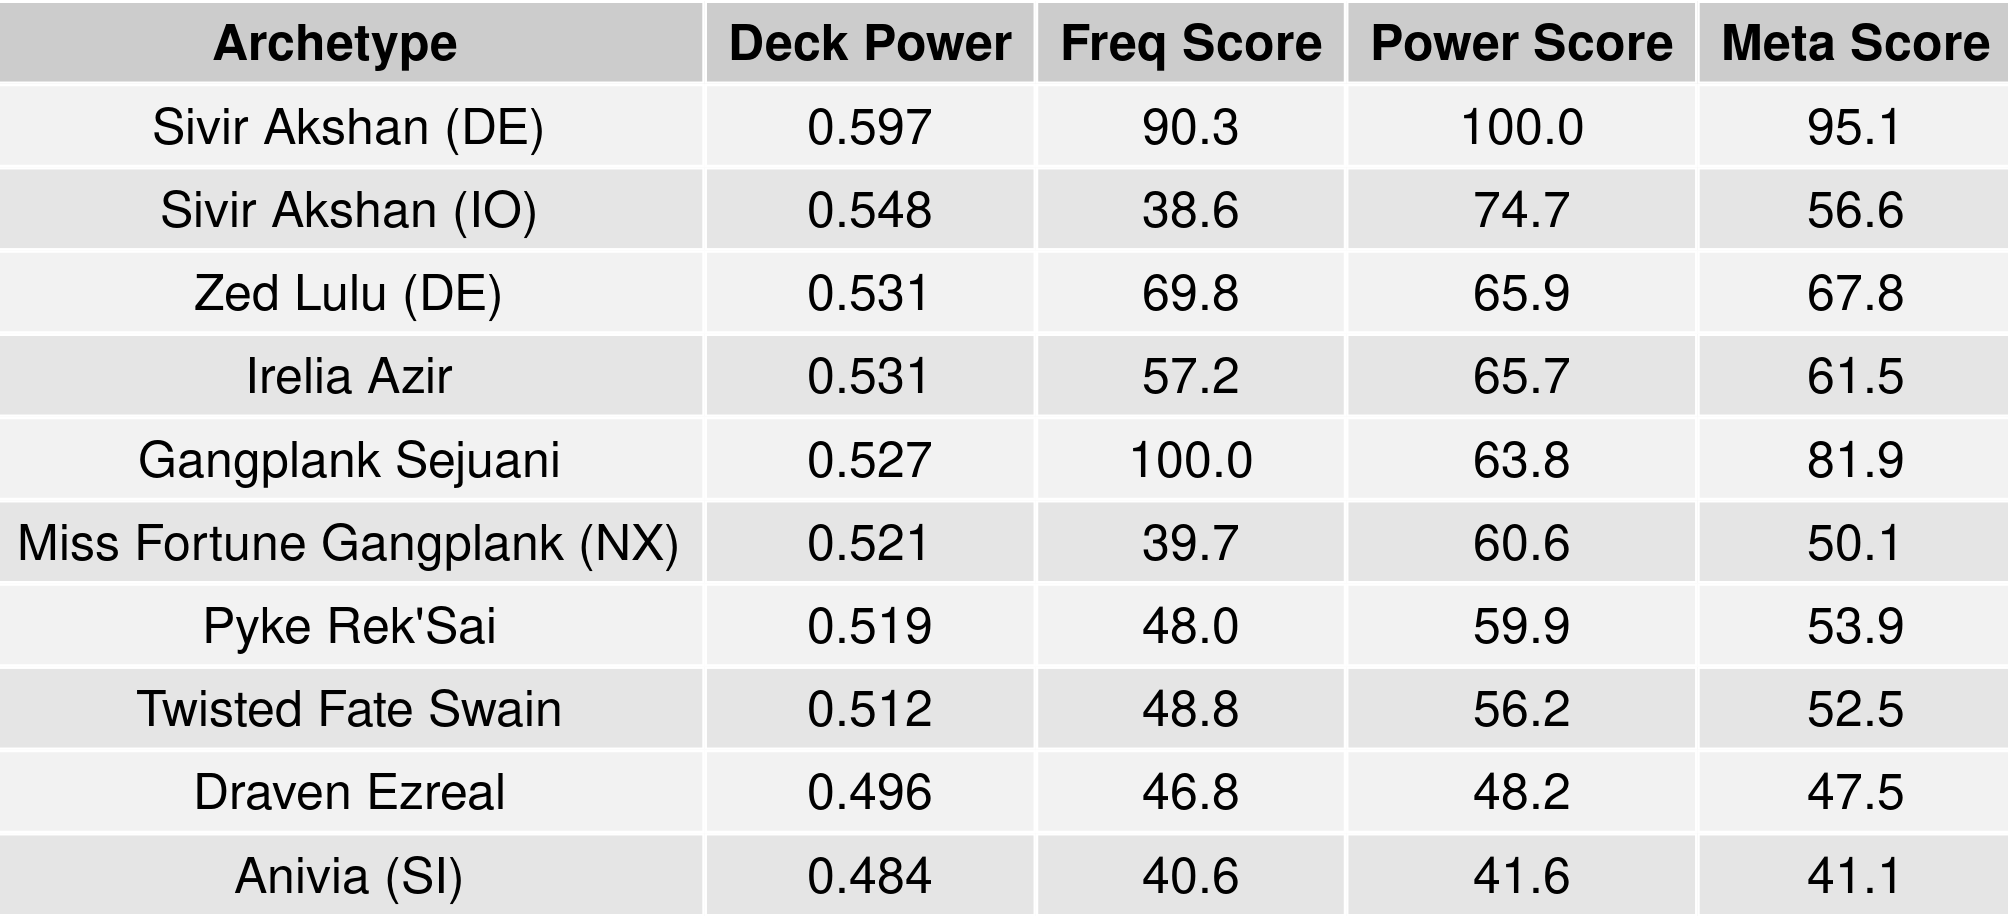 Archetype Deck Power Freq Score Power Score Meta Score
Sivir Akshan (DE) 0.597 90.3 100.0 95.1
Sivir Akshan (IO) 0.548 38.6 74.7 56.6
Zed Lulu (DE) 0.531 69.8 65.9 67.8
Irelia Azir 0.531 57.2 65.7 61.5
Gangplank Sejuani 0.527 100.0 63.8 81.9
Miss Fortune Gangplank (NX) 0.521 39.7 60.6 50.1
Pyke Rek'Sai 0.519 48.0 59.9 53.9
Twisted Fate Swain 0.512 48.8 56.2 52.5
Draven Ezreal 0.496 46.8 48.2 47.5
Anivia (SI) 0.484 40.6 41.6 41.1